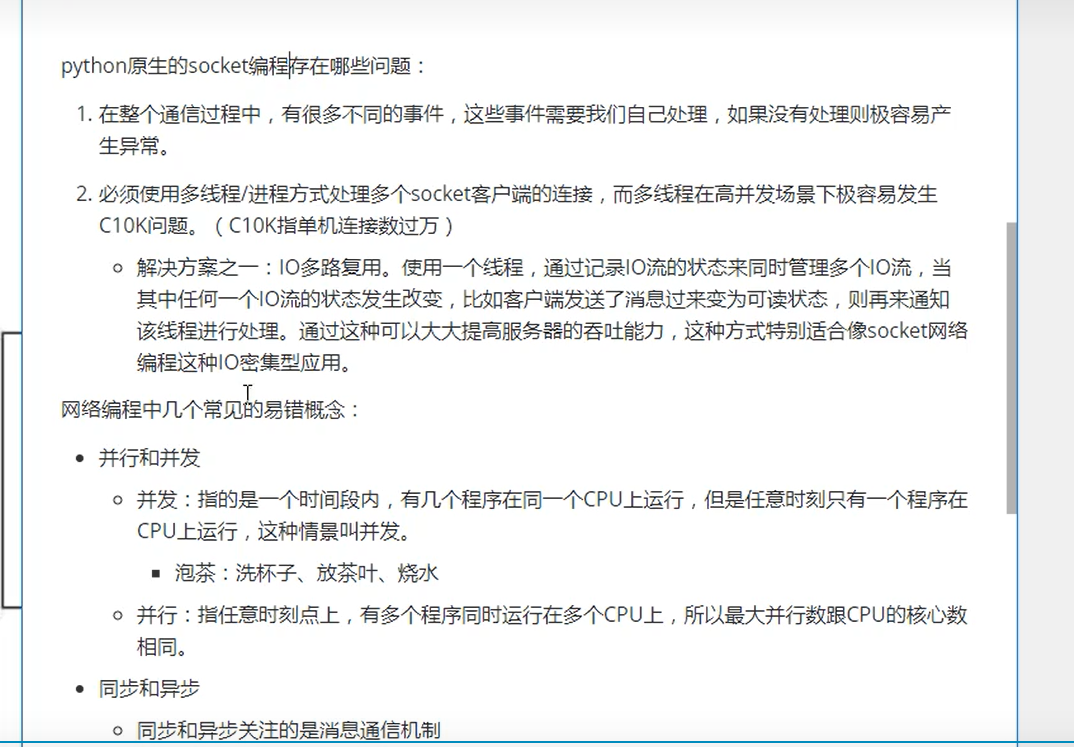 python原生的socket编程存在哪些问题：
1. 在整个通信过程中，有很多不同的事件，这些事件需要我们自己处理，如果没有处理则极容易产
生异常。
2. 必须使用多线程/进程方式处理多个socket客户端的连接，而多线程在高并发场景下极容易发生
C10K问题。（C10K指单机连接数过万）
解决方案之一：IO多路复用。使用一个线程，通过记录IO流的状态来同时管理多个IO流，当
其中任何一个IO流的状态发生改变，比如客户端发送了消息过来变为可读状态，则再来通知
该线程进行处理。通过这种可以大大提高服务器的吞吐能力，这种方式特别适合像socket网络
编程这种IO密集型应用。
网络编程中几个常见的易错概念：
并行和并发
并发：指的是一个时间段内，有几个程序在同一个CPU上运行，但是任意时刻只有一个程序在
CPU上运行，这种情景叫并发。
泡茶：洗杯子、放茶叶、烧水
并行：指任意时刻点上，有多个程序同时运行在多个CPU上，所以最大并行数跟CPU的核心数
相同。
同步和异步
同步和异步关注的是消息通信机制